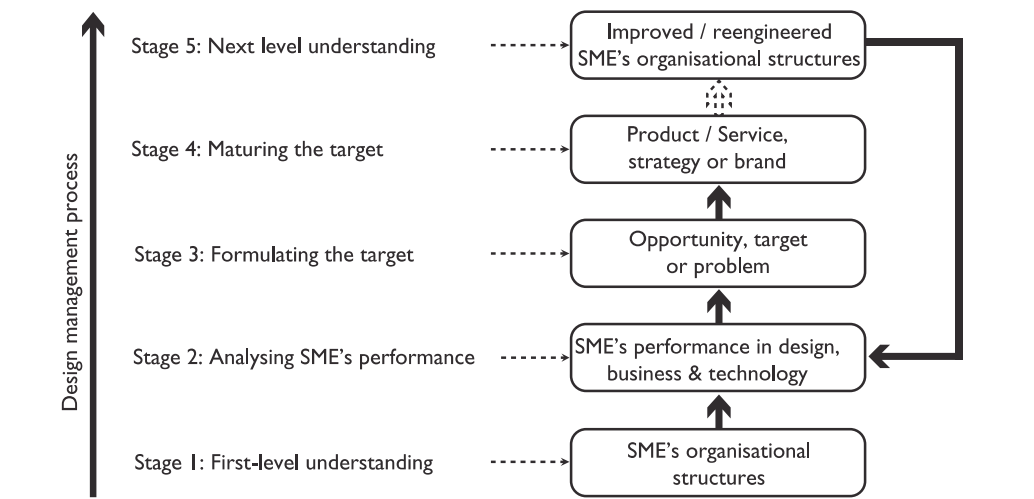 Design management process
Stage 5: Next level understanding
Improved / reengineered
SME's organisational structures
Stage 4: Maturing the target
Product / Service,
strategy or brand
Stage 3: Formulating the target
Opportunity, target
or problem
Stage 2: Analysing SME's performance
SME's performance in design,
business & technology
Stage 1: First-level understanding
SME's organisational
structures